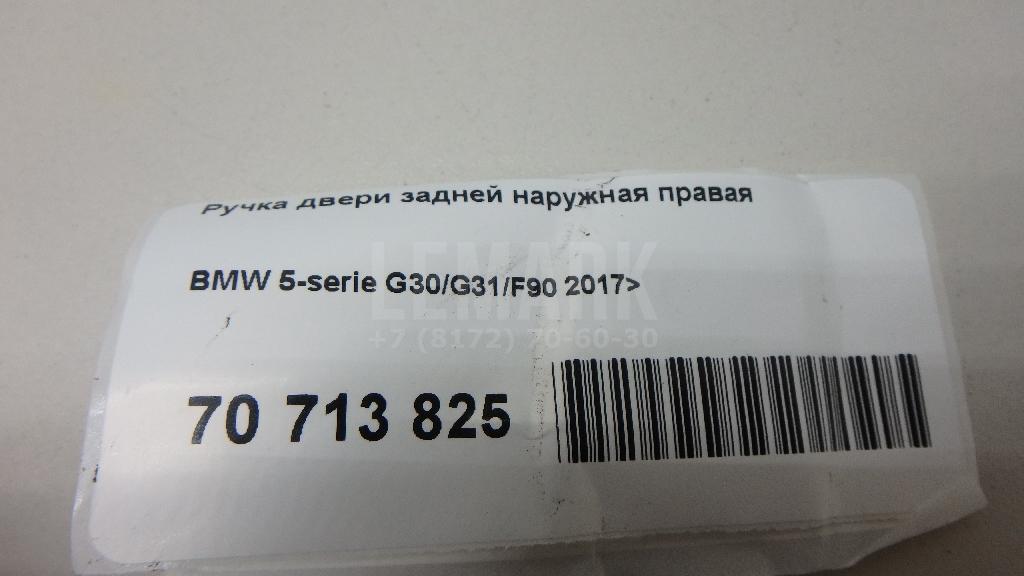 Ручка двери задней наружная правая
LEMARK
BMW 5-serie G30/G31/F90 2017>
+7 (8172) 70-60-30
70 713 825